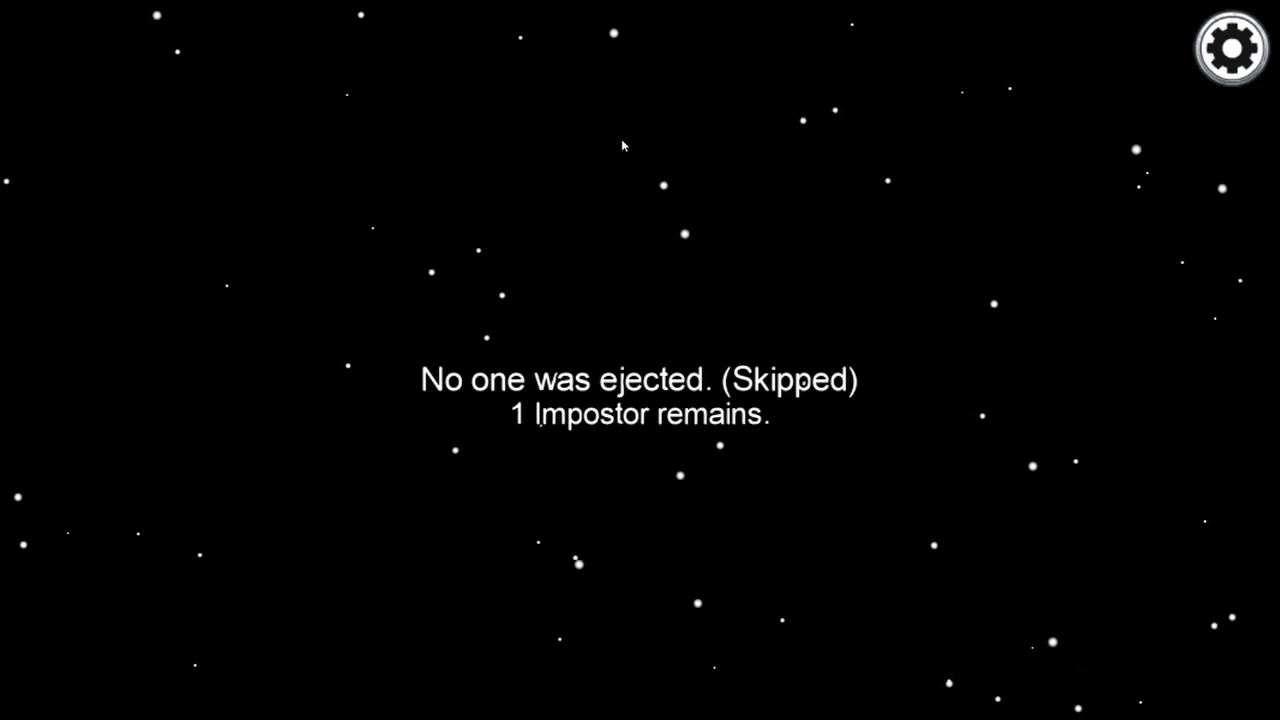 No one was ejected. (Skipped)
1 Impostor remains.